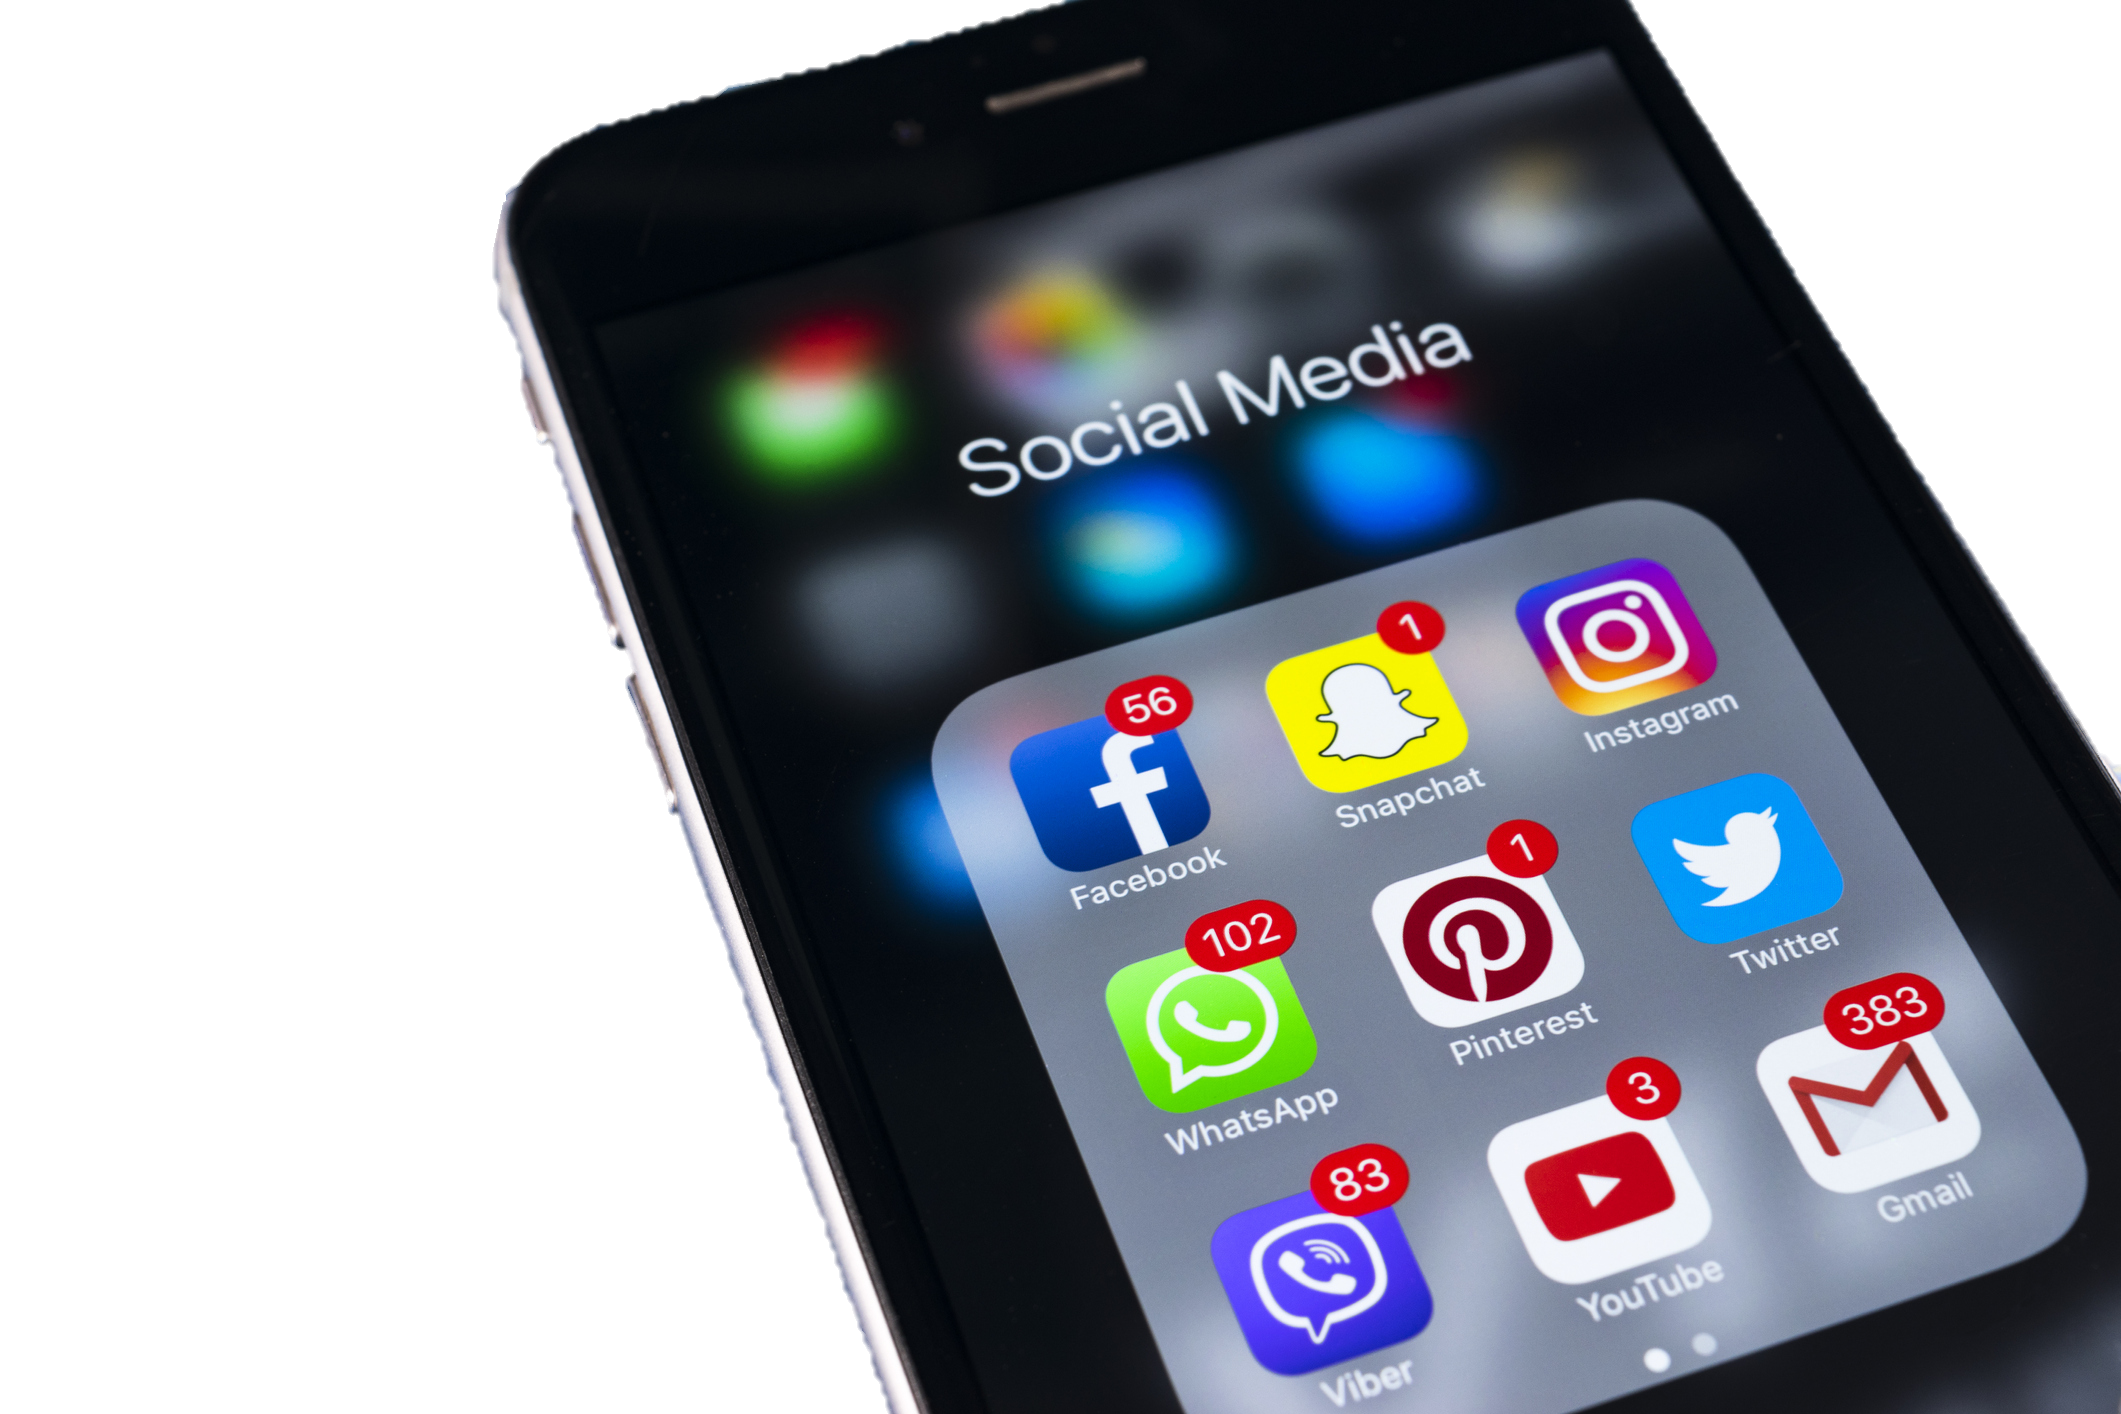 Social Media
56
Facebook
1
Snapchat
Instagram
102
WhatsApp
1
Pinterest
Twitter
83
Viber
3
YouTube
383
Gmail